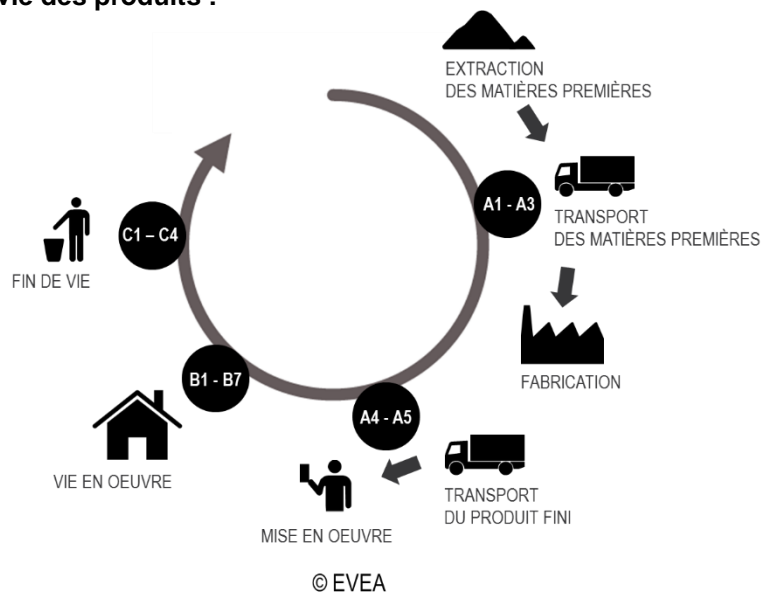 vie des produits :
EXTRACTION
DES MATIÈRES PREMIÈRES
A1 - A3
TRANSPORT
DES MATIÈRES PREMIÈRES
FABRICATION
A4 - A5
TRANSPORT
DU PRODUIT FINI
MISE EN OEUVRE
B1 - B7
VIE EN OEUVRE
C1 – C4
FIN DE VIE
© EVEA